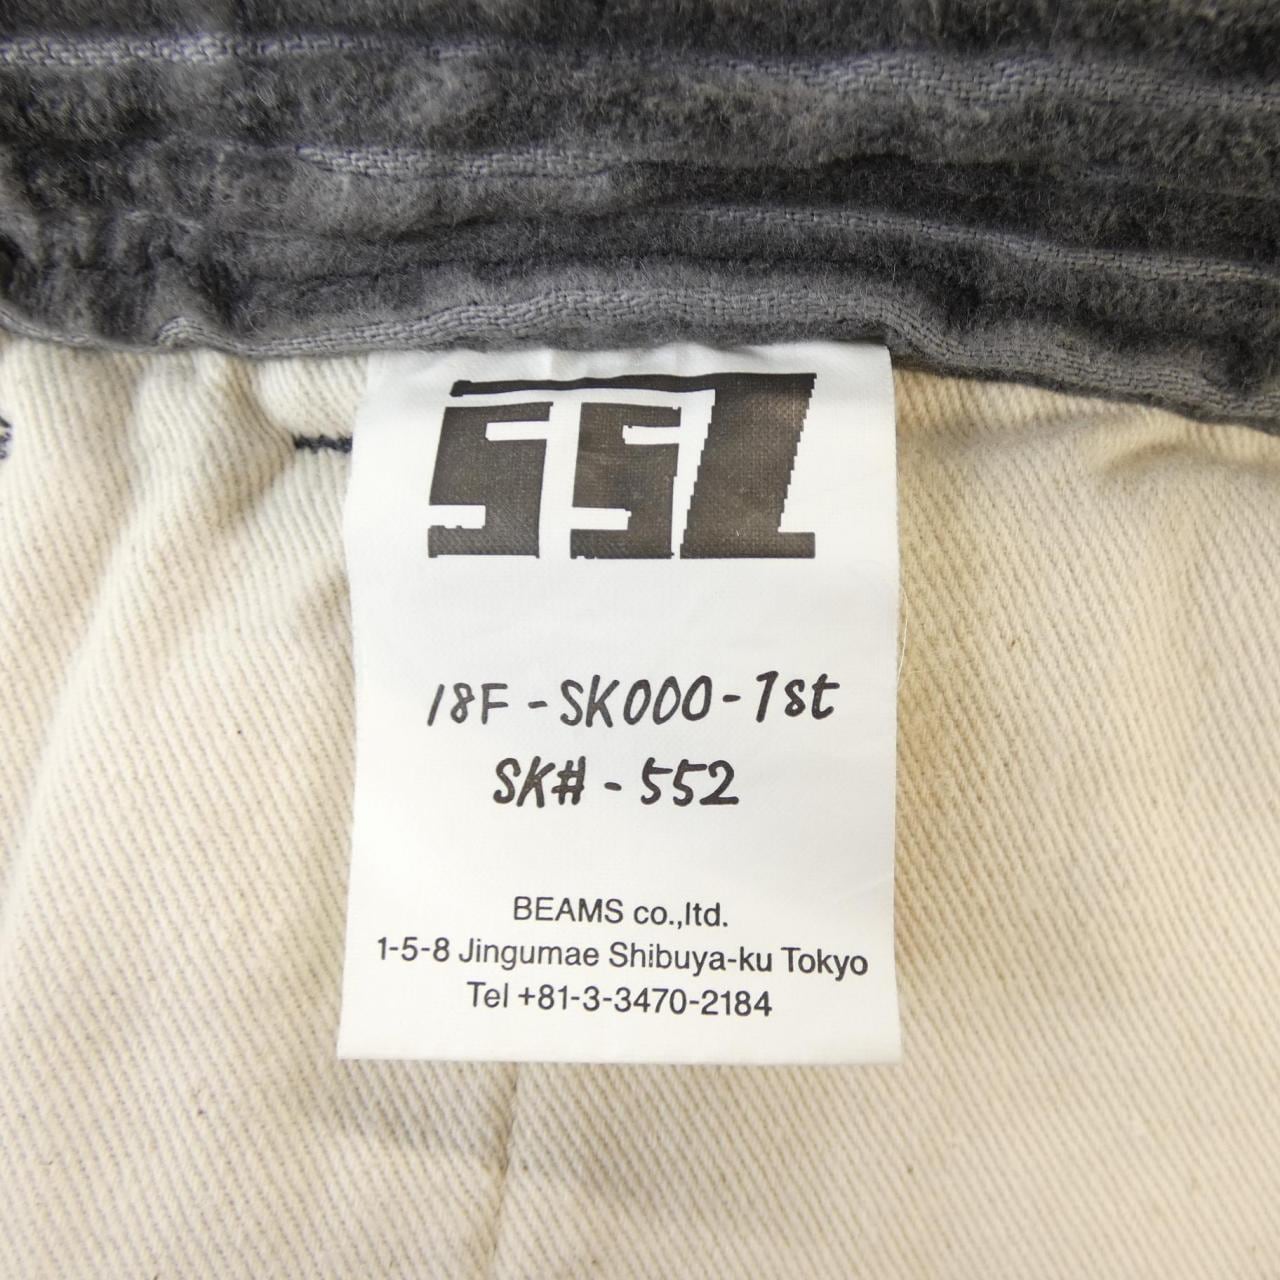 SSZ
18F-SK000-1st
SK#-552
BEAMS co.,ltd.
1-5-8 Jingumae Shibuya-ku Tokyo
Tel +81-3-3470-2184